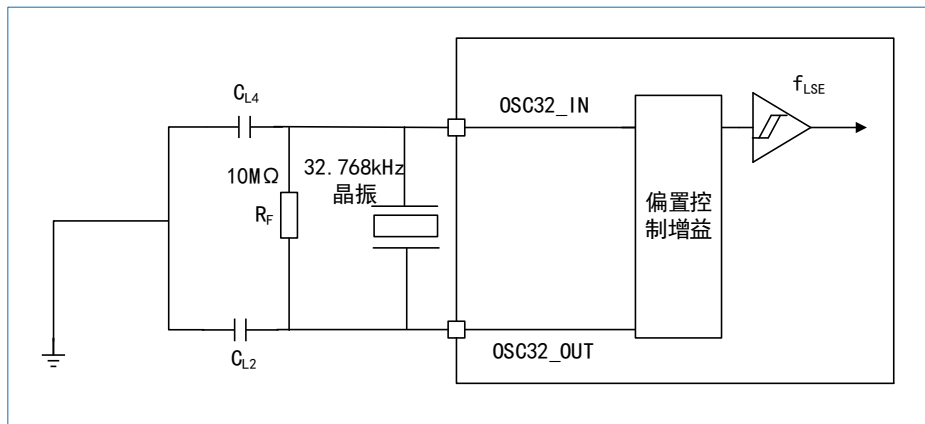 C_L4
OSC32_IN
f_LSE
10MΩ
R_F
32.768kHz
晶振
偏置控
制增益
C_L2
OSC32_OUT